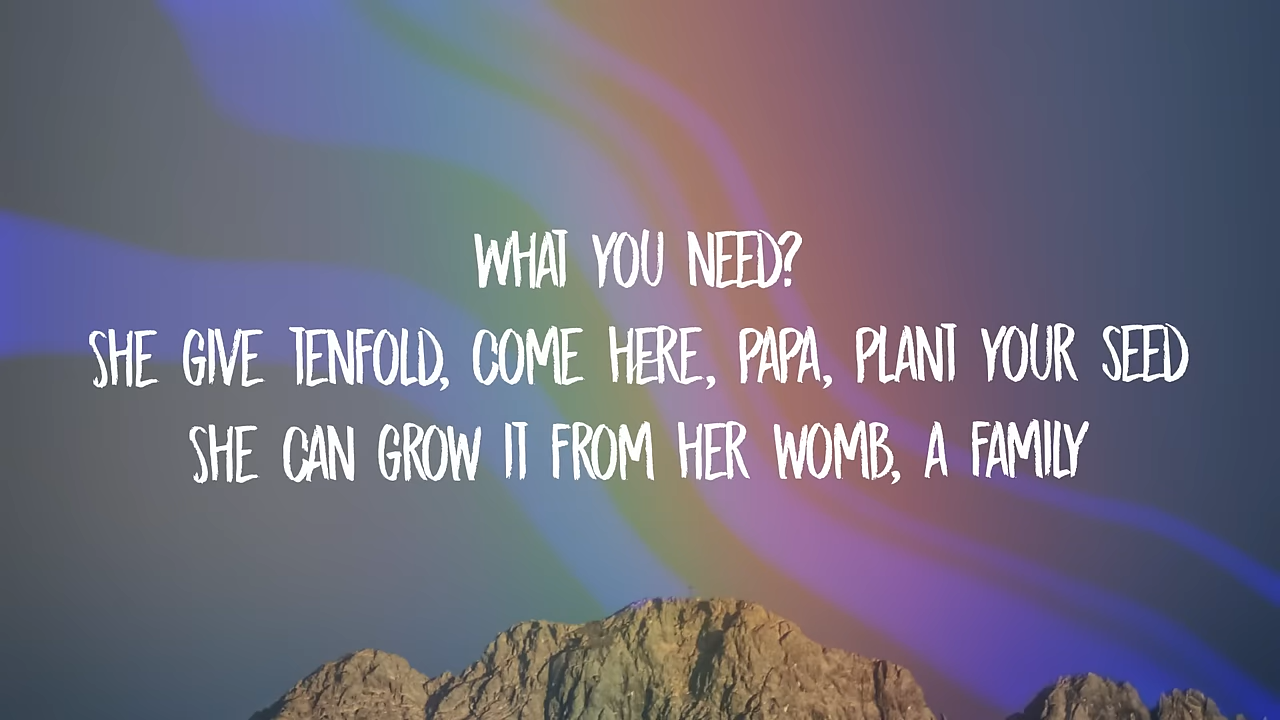 WHAT YOU NEED?
SHE GIVE TENFOLD, COME HERE, PAPA, PLANT YOUR SEED
SHE CAN GROW IT FROM HER WOMB, A FAMILY